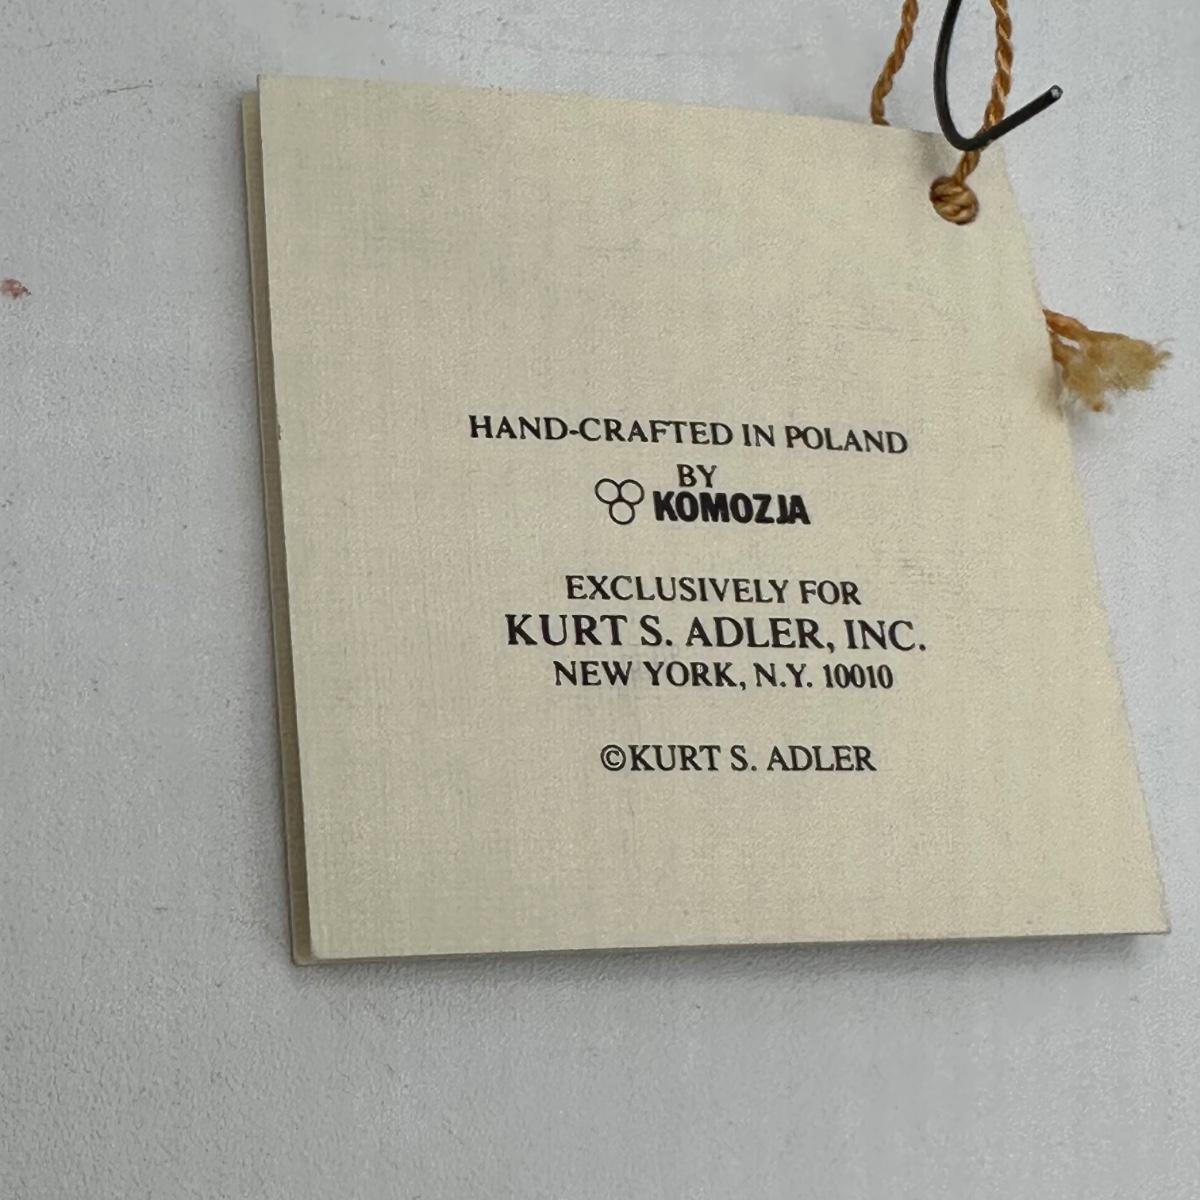 HAND-CRAFTED IN POLAND
BY
KOMOZJA
EXCLUSIVELY FOR
KURT S. ADLER, INC.
NEW YORK, N.Y. 10010
©KURT S. ADLER